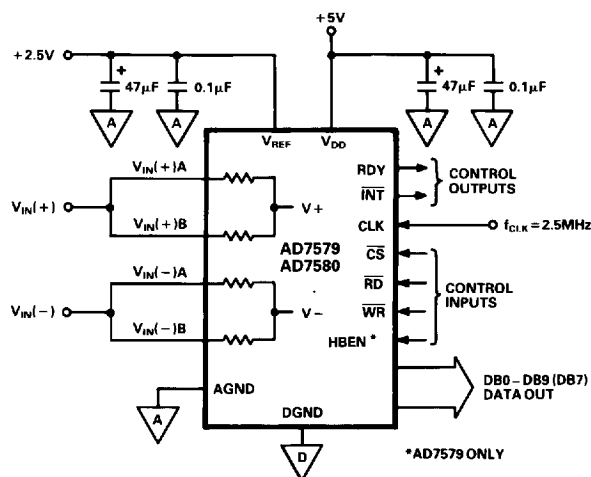 +5V
+2.5V
+
47μF
0.1μF
+
47μF
0.1μF
A
A
A
A
VREF
VDD
VIN(+)A
VIN(+)
VIN(+)B
V+
VIN(−)A
VIN(−)
VIN(−)B
V−
AD7579
AD7580
RDY
INT
CONTROL
OUTPUTS
CLK
fCLK = 2.5MHz
CS
RD
WR
HBEN *
CONTROL
INPUTS
AGND
A
DGND
D
DB0 – DB9 (DB7)
DATA OUT
*AD7579 ONLY